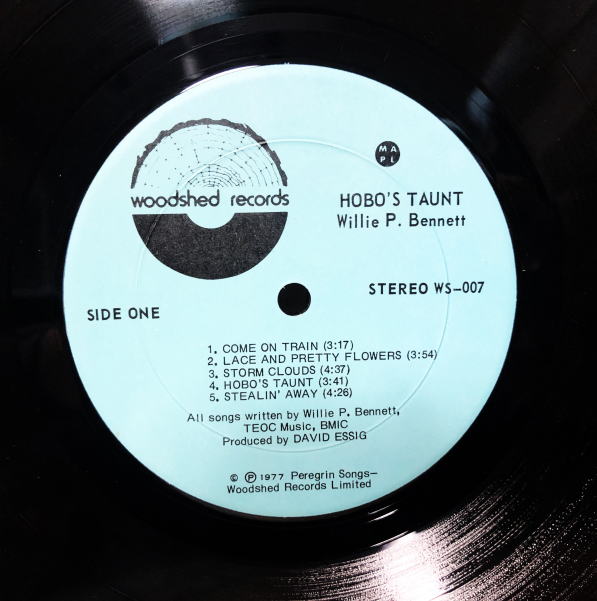 woodshed records
MA
PL
HOBO'S TAUNT
Willie P. Bennett
STEREO WS-007
SIDE ONE
1. COME ON TRAIN (3:17)
2. LACE AND PRETTY FLOWERS (3:54)
3. STORM CLOUDS (4:37)
4. HOBO'S TAUNT (3:41)
5. STEALIN' AWAY (4:26)
All songs written by Willie P. Bennett,
TEOC Music, BMIC
Produced by DAVID ESSIG
© ℗ 1977 Peregrin Songs—
Woodshed Records Limited